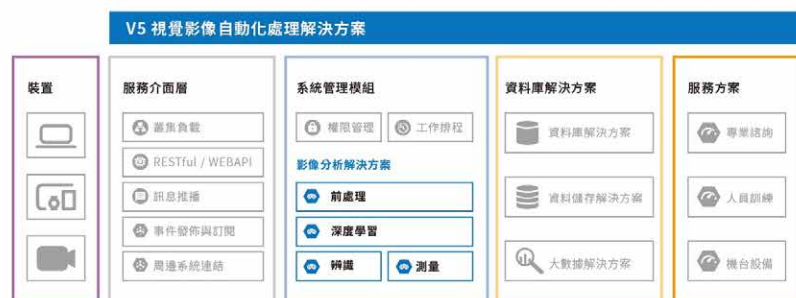 V5 視覺影像自動化處理解決方案
裝置
服務介面層
叢集負載
RESTful / WEBAPI
訊息推播
事件發佈與訂閱
周邊系統連結
系統管理模組
權限管理
工作排程
影像分析解決方案
前處理
深度學習
辨識
測量
資料庫解決方案
資料庫解決方案
資料儲存解決方案
大數據解決方案
服務方案
專業諮詢
人員訓練
機台設備